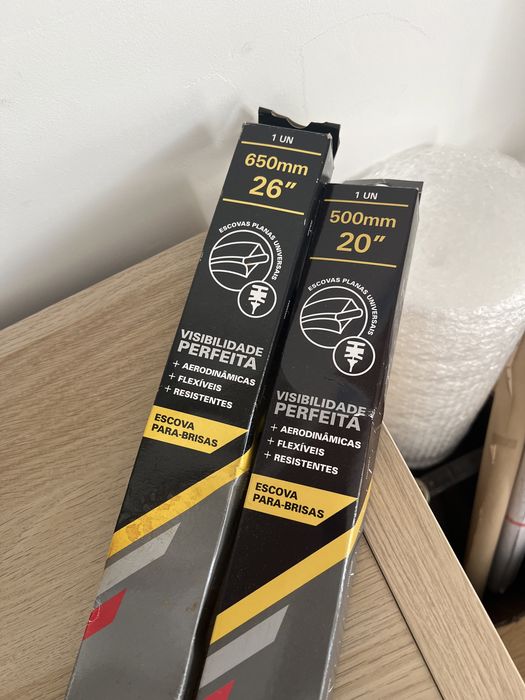 1 UN
650mm
26”
ESCOVAS PLANAS UNIVERSAIS
VISIBILIDADE
PERFEITA
+ AERODINÂMICAS
+ FLEXÍVEIS
+ RESISTENTES
ESCOVA
PARA-BRISAS
1 UN
500mm
20”
ESCOVAS PLANAS UNIVERSAIS
VISIBILIDADE
PERFEITA
+ AERODINÂMICAS
+ FLEXÍVEIS
+ RESISTENTES
ESCOVA
PARA-BRISAS